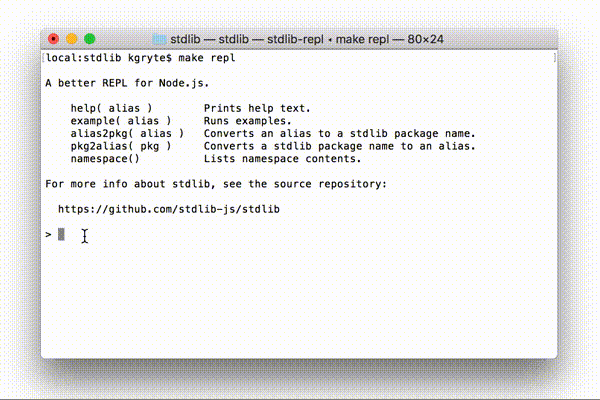 stdlib — stdlib — stdlib-repl • make repl — 80×24
[local:stdlib kgryte$ make repl ]
A better REPL for Node.js.
help( alias ) Prints help text.
example( alias ) Runs examples.
alias2pkg( alias ) Converts an alias to a stdlib package name.
pkg2alias( pkg ) Converts a stdlib package name to an alias.
namespace() Lists namespace contents.
For more info about stdlib, see the source repository:
https://github.com/stdlib-js/stdlib
>